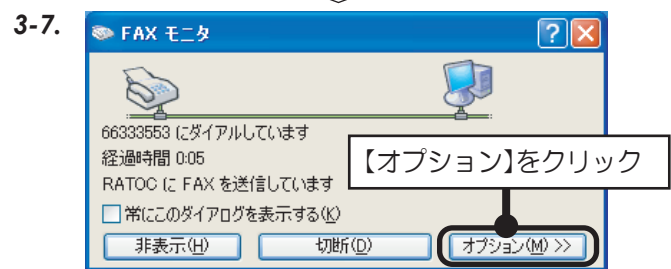 3-7.
FAX モニタ
66333553 にダイアルしています
経過時間 0:05
RATOC に FAX を送信しています
【オプション】をクリック
常にこのダイアログを表示する(K)
非表示(H) 切断(D) オプション(M) >>